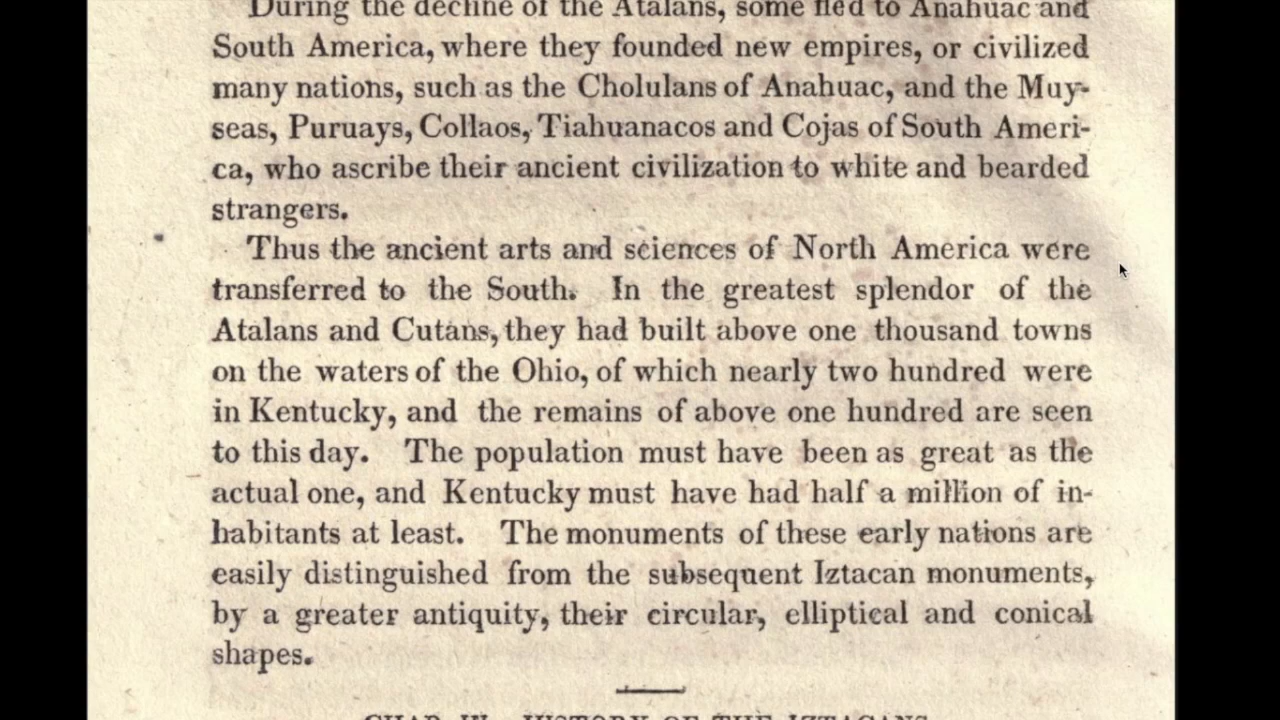 During the decline of the Atalans, some fled to Anahuac and
South America, where they founded new empires, or civilized
many nations, such as the Cholulans of Anahuac, and the Muy-
seas, Puruays, Collaos, Tiahuanacos and Cojas of South Ameri-
ca, who ascribe their ancient civilization to white and bearded
strangers.
Thus the ancient arts and sciences of North America were
transferred to the South. In the greatest splendor of the
Atalans and Cutans, they had built above one thousand towns
on the waters of the Ohio, of which nearly two hundred were
in Kentucky, and the remains of above one hundred are seen
to this day. The population must have been as great as the
actual one, and Kentucky must have had half a million of in-
habitants at least. The monuments of these early nations are
easily distinguished from the subsequent Iztacan monuments,
by a greater antiquity, their circular, elliptical and conical
shapes.
HISTORY OF THE IZTACANS